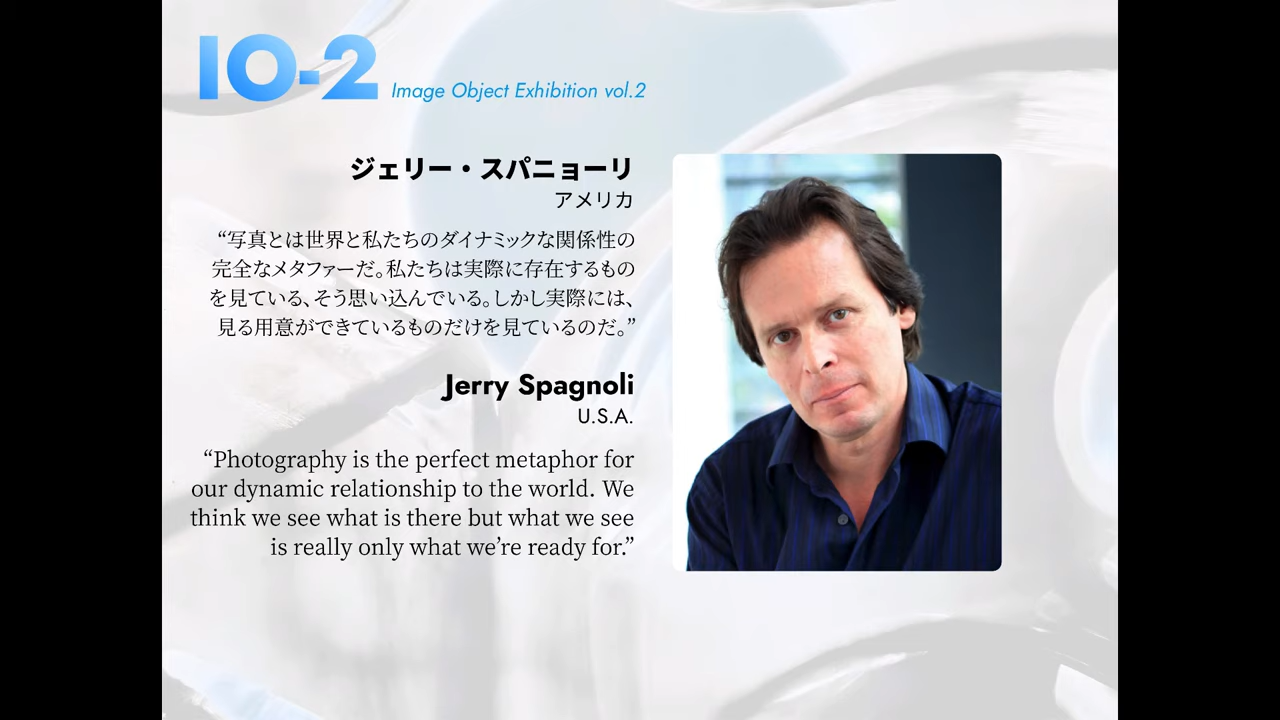 IO-2 Image Object Exhibition vol.2
ジェリー・スパニョーリ
アメリカ
“写真とは世界と私たちのダイナミックな関係性の
完全なメタファーだ。私たちは実際に存在するもの
を見ている、そう思い込んでいる。しかし実際には、
見る用意ができているものだけを見ているのだ。”
Jerry Spagnoli
U.S.A.
“Photography is the perfect metaphor for
our dynamic relationship to the world. We
think we see what is there but what we see
is really only what we’re ready for.”